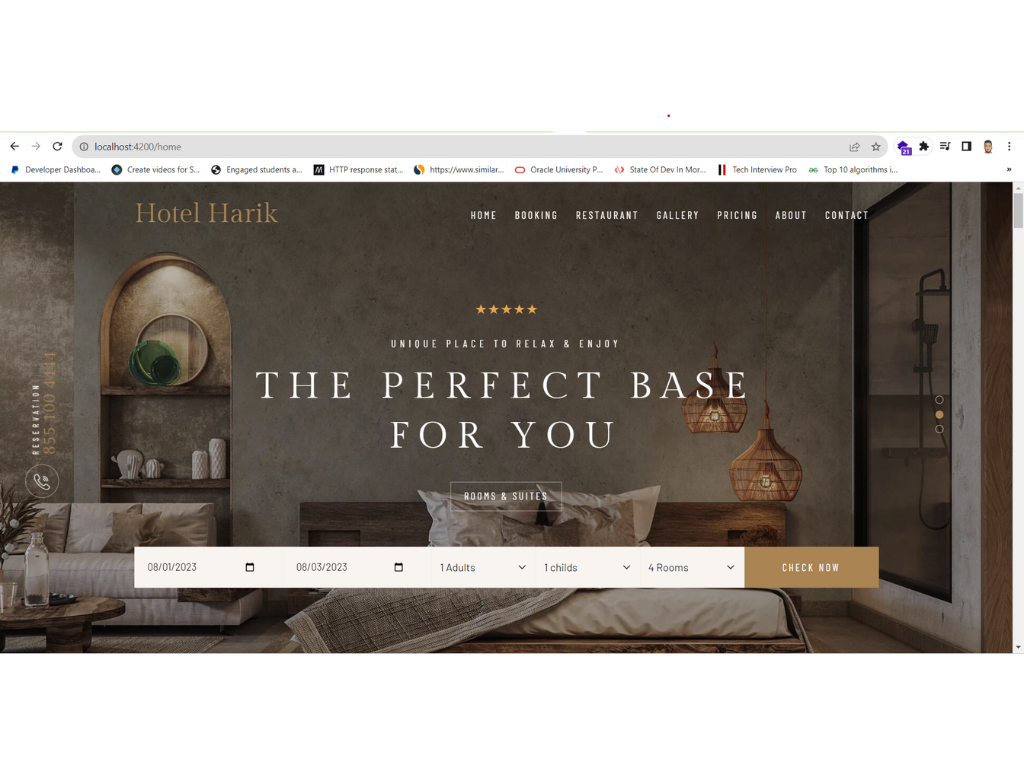 localhost:4200/home
21
Developer Dashboa...
Create videos for S...
Engaged students a...
HTTP response stat...
https://www.similar...
Oracle University P...
State Of Dev In Mor...
Tech Interview Pro
Top 10 algorithms i...
»
Hotel Harik
HOME
BOOKING
RESTAURANT
GALLERY
PRICING
ABOUT
CONTACT
UNIQUE PLACE TO RELAX & ENJOY
THE PERFECT BASE
FOR YOU
ROOMS & SUITES
RESERVATION
08/01/2023
08/03/2023
1 Adults
1 childs
4 Rooms
CHECK NOW